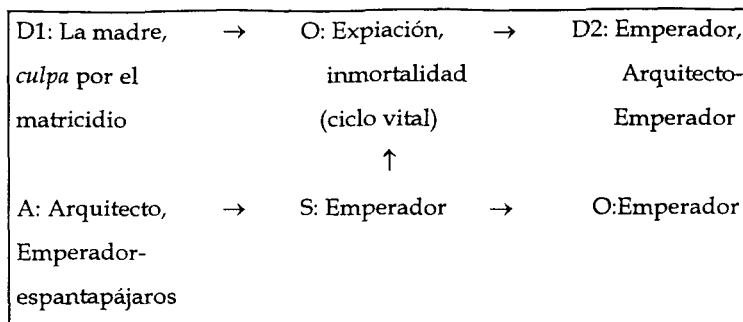 D1: La madre, → O: Expiación, → D2: Emperador,
culpa por el inmortalidad Arquitecto-
matricidio (ciclo vital) Emperador
↑
A: Arquitecto, → S: Emperador → O:Emperador
Emperador-
espantapájaros